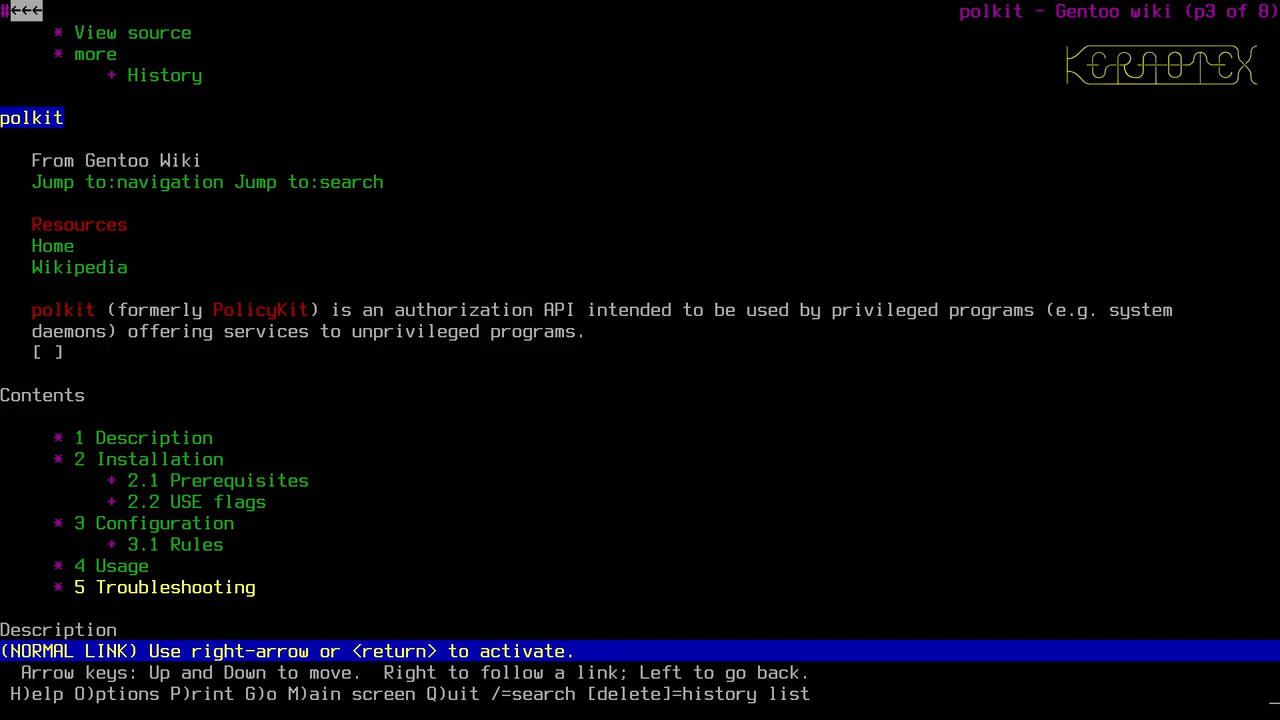 #←←← polkit – Gentoo wiki (p3 of 8)
* View source
* more
+ History
KERNOTEX
polkit
From Gentoo Wiki
Jump to:navigation Jump to:search
Resources
Home
Wikipedia
polkit (formerly PolicyKit) is an authorization API intended to be used by privileged programs (e.g. system
daemons) offering services to unprivileged programs.
[ ]
Contents
* 1 Description
* 2 Installation
+ 2.1 Prerequisites
+ 2.2 USE flags
* 3 Configuration
+ 3.1 Rules
* 4 Usage
* 5 Troubleshooting
Description
(NORMAL LINK) Use right-arrow or <return> to activate.
Arrow keys: Up and Down to move.  Right to follow a link; Left to go back.
H)elp O)ptions P)rint G)o M)ain screen Q)uit /=search [delete]=history list